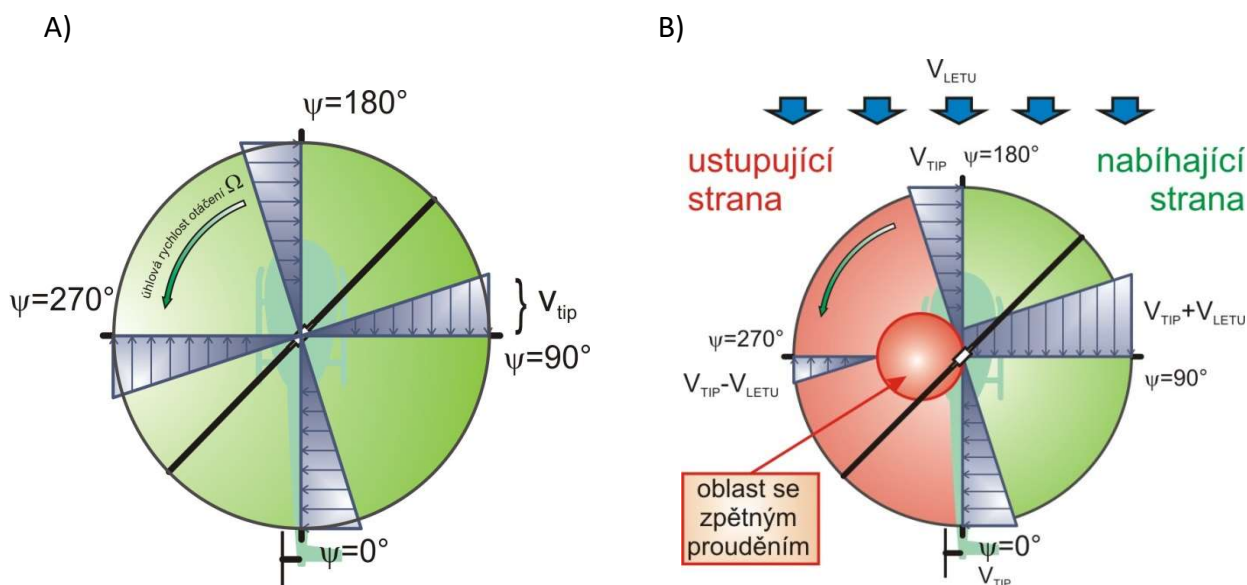 A)
ψ=180°
úhlová rychlost otáčení Ω
ψ=270°
V_tip
ψ=90°
ψ=0°
B)
V_LETU
ustupující
strana
V_TIP ψ=180°
nabíhající
strana
ψ=270°
V_TIP-V_LETU
V_TIP+V_LETU
ψ=90°
oblast se
zpětným
prouděním
ψ=0°
V_TIP